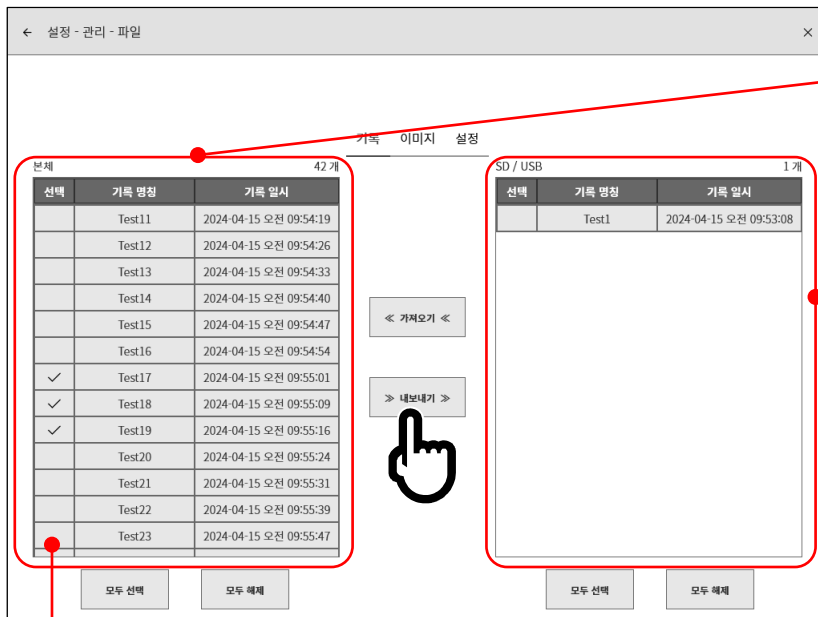 ← 설정 - 관리 - 파일 ×
기록 이미지 설정
본체 42 개
선택 기록 명칭 기록 일시
Test11 2024-04-15 오전 09:54:19
Test12 2024-04-15 오전 09:54:26
Test13 2024-04-15 오전 09:54:33
Test14 2024-04-15 오전 09:54:40
Test15 2024-04-15 오전 09:54:47
Test16 2024-04-15 오전 09:54:54
✓ Test17 2024-04-15 오전 09:55:01
✓ Test18 2024-04-15 오전 09:55:09
✓ Test19 2024-04-15 오전 09:55:16
Test20 2024-04-15 오전 09:55:24
Test21 2024-04-15 오전 09:55:31
Test22 2024-04-15 오전 09:55:39
Test23 2024-04-15 오전 09:55:47
모두 선택 모두 해제
≪ 가져오기 ≪
≫ 내보내기 ≫
SD / USB 1 개
선택 기록 명칭 기록 일시
Test1 2024-04-15 오전 09:53:08
모두 선택 모두 해제